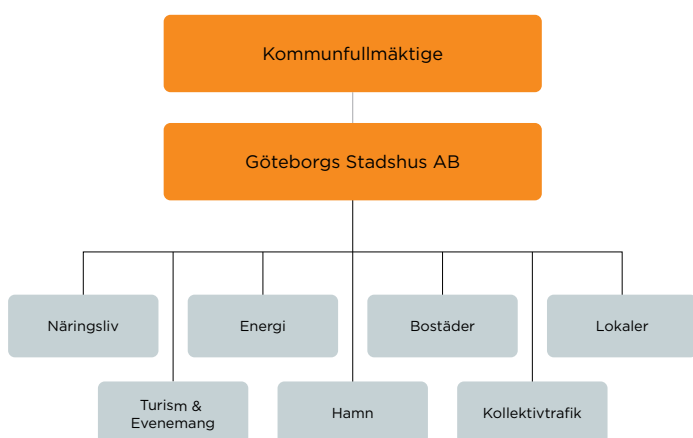 Kommunfullmäktige
Göteborgs Stadshus AB
Näringsliv
Energi
Bostäder
Lokaler
Turism &
Evenemang
Hamn
Kollektivtrafik